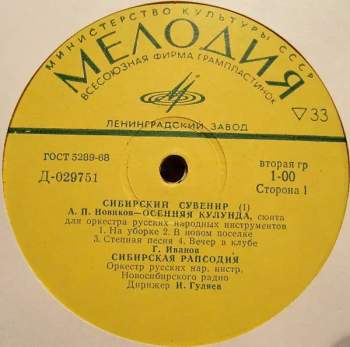 МИНИСТЕРСТВО КУЛЬТУРЫ СССР
МЕЛОДИЯ
ВСЕСОЮЗНАЯ ФИРМА ГРАМПЛАСТИНОК
▽33
ЛЕНИНГРАДСКИЙ ЗАВОД
ГОСТ 5289-68
Д-029751
вторая гр
1-00
Сторона 1
СИБИРСКИЙ СУВЕНИР (1)
А. П. Новиков—ОСЕННЯЯ КУЛУНДА, сюита
для оркестра русских народных инструментов
1. На уборке 2. В новом поселке
3. Степная песня 4. Вечер в клубе
Г. Иванов
СИБИРСКАЯ РАПСОДИЯ
Оркестр русских нар. инстр.
Новосибирского радио
Дирижер И. Гуляев